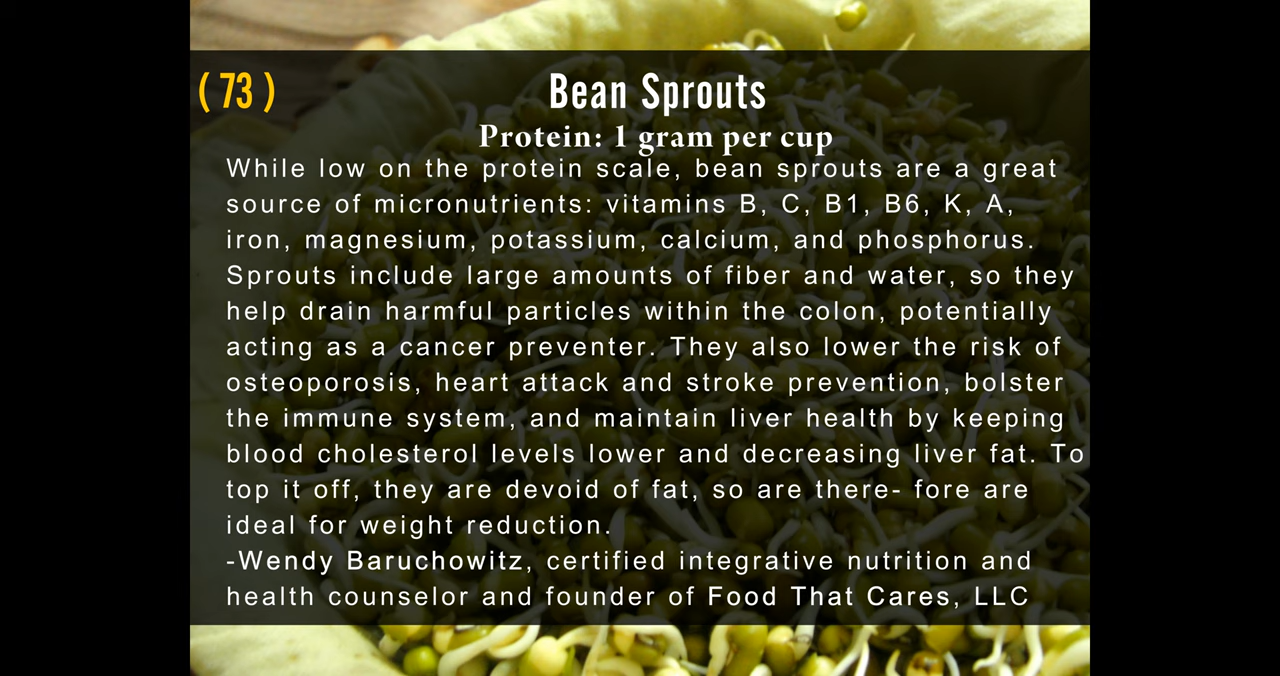 ( 73 )
Bean Sprouts
Protein: 1 gram per cup
While low on the protein scale, bean sprouts are a great
source of micronutrients: vitamins B, C, B1, B6, K, A,
iron, magnesium, potassium, calcium, and phosphorus.
Sprouts include large amounts of fiber and water, so they
help drain harmful particles within the colon, potentially
acting as a cancer preventer. They also lower the risk of
osteoporosis, heart attack and stroke prevention, bolster
the immune system, and maintain liver health by keeping
blood cholesterol levels lower and decreasing liver fat. To
top it off, they are devoid of fat, so are there- fore are
ideal for weight reduction.
-Wendy Baruchowitz, certified integrative nutrition and
health counselor and founder of Food That Cares, LLC